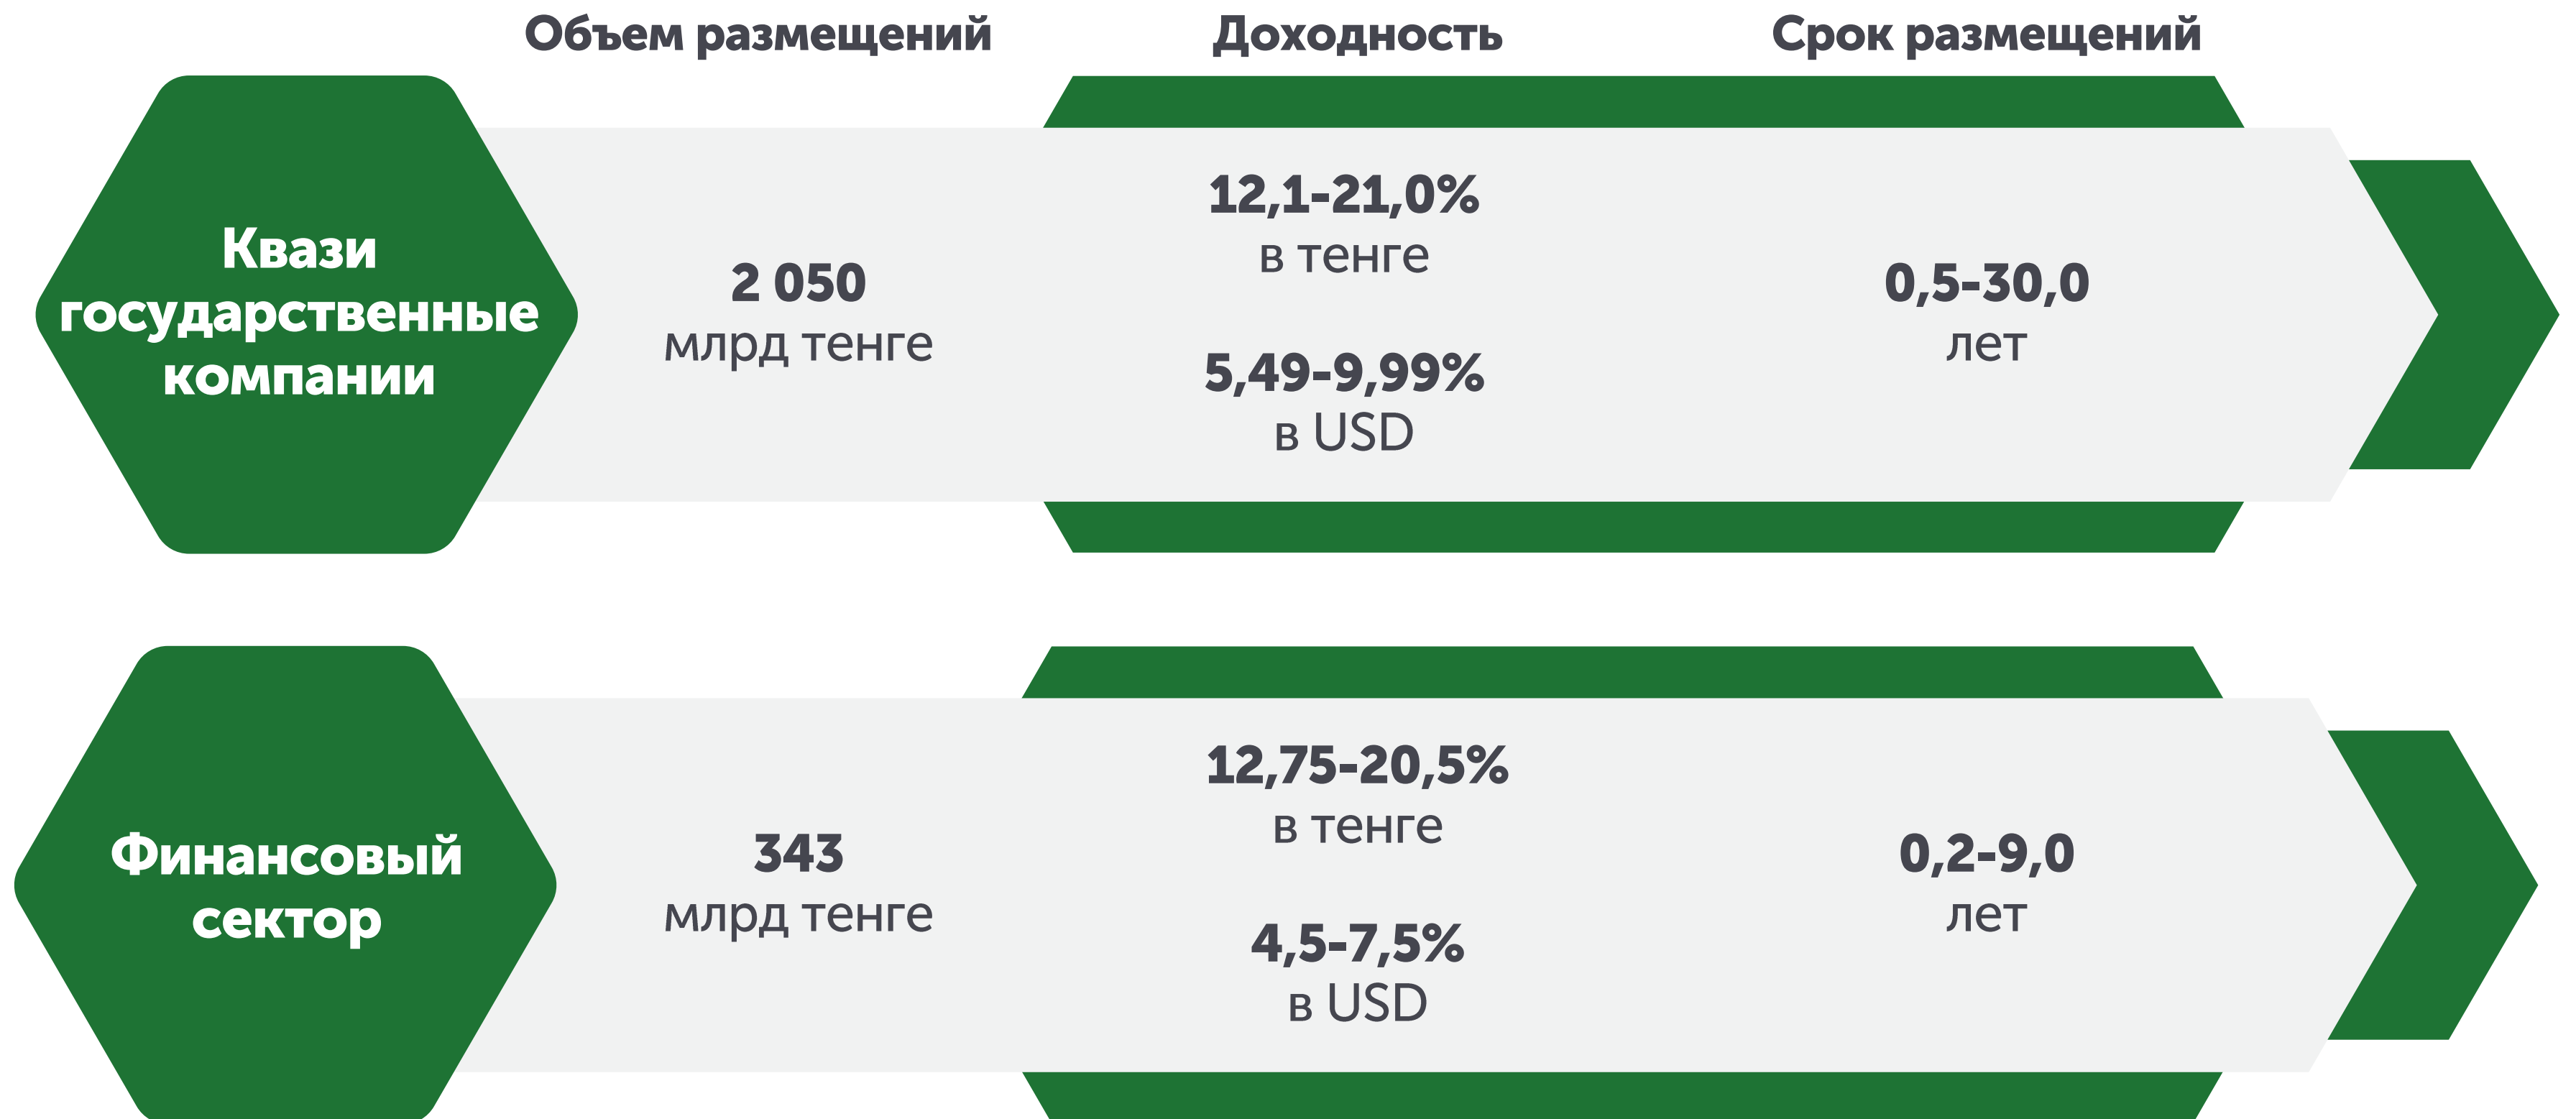 Объем размещений
Доходность
Срок размещений
Квази
государственные
компании
2 050
млрд тенге
12,1-21,0%
в тенге
5,49-9,99%
в USD
0,5-30,0
лет
Финансовый
сектор
343
млрд тенге
12,75-20,5%
в тенге
4,5-7,5%
в USD
0,2-9,0
лет